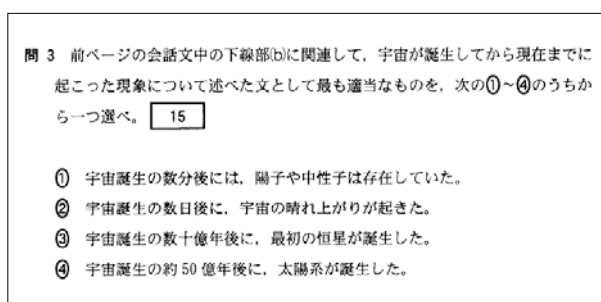 問 3 前ページの会話文中の下線部(b)に関連して，宇宙が誕生してから現在までに
起こった現象について述べた文として最も適当なものを，次の①～④のうちか
ら一つ選べ。 15
① 宇宙誕生の数分後には，陽子や中性子は存在していた。
② 宇宙誕生の数日後に，宇宙の晴れ上がりが起きた。
③ 宇宙誕生の数十億年後に，最初の恒星が誕生した。
④ 宇宙誕生の約 50 億年後に，太陽系が誕生した。